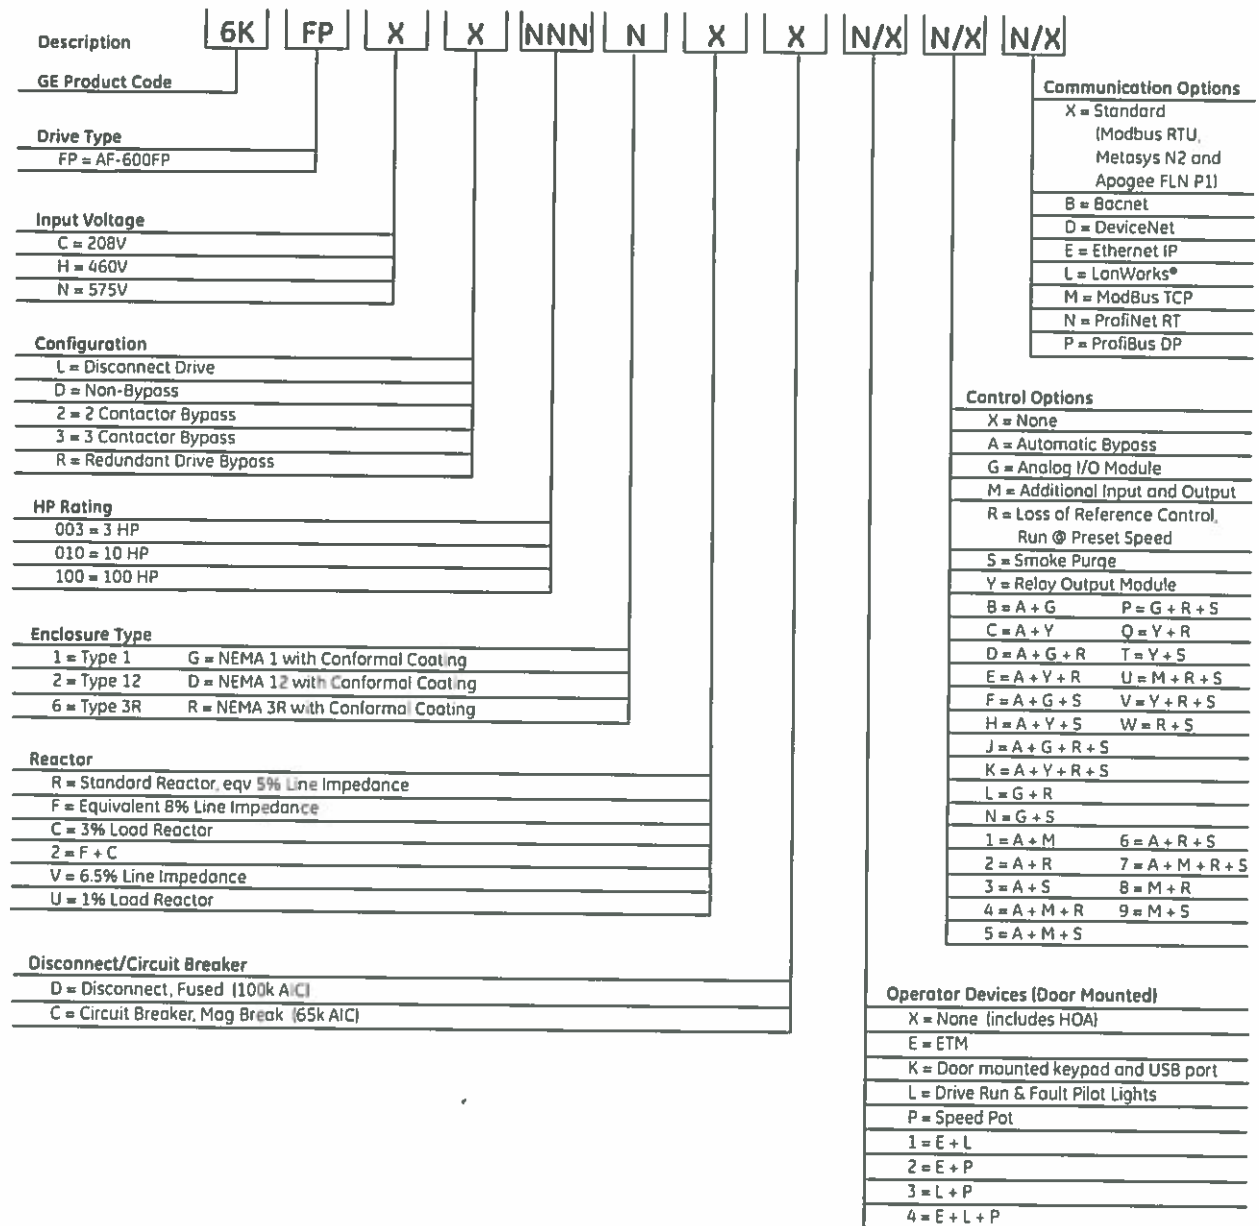 Description 6K FP X X NNN N X X N/X N/X N/X
GE Product Code
Drive Type
FP = AF-600FP
Input Voltage
C = 208V
H = 460V
N = 575V
Configuration
L = Disconnect Drive
D = Non-Bypass
2 = 2 Contactor Bypass
3 = 3 Contactor Bypass
R = Redundant Drive Bypass
HP Rating
003 = 3 HP
010 = 10 HP
100 = 100 HP
Enclosure Type
1 = Type 1 G = NEMA 1 with Conformal Coating
2 = Type 12 D = NEMA 12 with Conformal Coating
6 = Type 3R R = NEMA 3R with Conformal Coating
Reactor
R = Standard Reactor, eqv 5% Line Impedance
F = Equivalent 8% Line Impedance
C = 3% Load Reactor
2 = F + C
V = 6.5% Line Impedance
U = 1% Load Reactor
Disconnect/Circuit Breaker
D = Disconnect, Fused (100k AIC)
C = Circuit Breaker, Mag Break (65k AIC)
Communication Options
X = Standard
(Modbus RTU,
Metasys N2 and
Apogee FLN P1)
B = Bacnet
D = DeviceNet
E = Ethernet IP
L = LonWorks®
M = ModBus TCP
N = ProfiNet RT
P = ProfiBus DP
Control Options
X = None
A = Automatic Bypass
G = Analog I/O Module
M = Additional Input and Output
R = Loss of Reference Control,
Run @ Preset Speed
S = Smoke Purge
Y = Relay Output Module
B = A + G P = G + R + S
C = A + Y Q = Y + R
D = A + G + R T = Y + S
E = A + Y + R U = M + R + S
F = A + G + S V = Y + R + S
H = A + Y + S W = R + S
J = A + G + R + S
K = A + Y + R + S
L = G + R
N = G + S
1 = A + M 6 = A + R + S
2 = A + R 7 = A + M + R + S
3 = A + S 8 = M + R
4 = A + M + R 9 = M + S
5 = A + M + S
Operator Devices (Door Mounted)
X = None (includes HOA)
E = ETM
K = Door mounted keypad and USB port
L = Drive Run & Fault Pilot Lights
P = Speed Pot
1 = E + L
2 = E + P
3 = L + P
4 = E + L + P